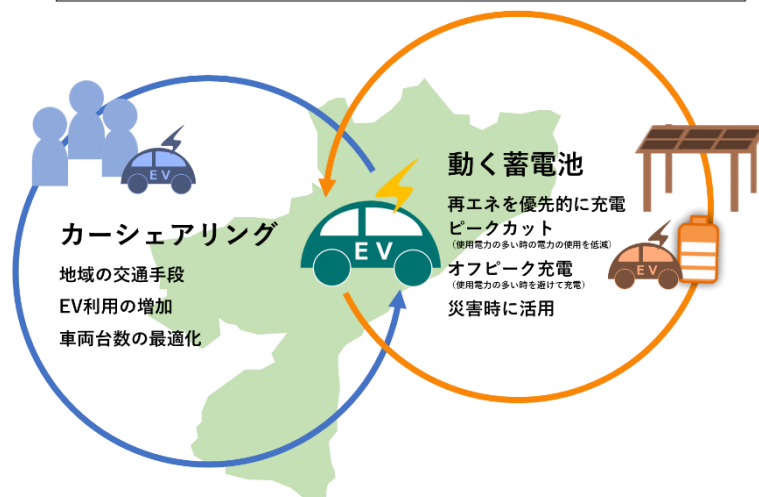 カーシェアリング
地域の交通手段
EV利用の増加
車両台数の最適化
EV
EV
動く蓄電池
再エネを優先的に充電
ピークカット
（使用電力の多い時の電力の使用を低減）
オフピーク充電
（使用電力の多い時を避けて充電）
災害時に活用
EV